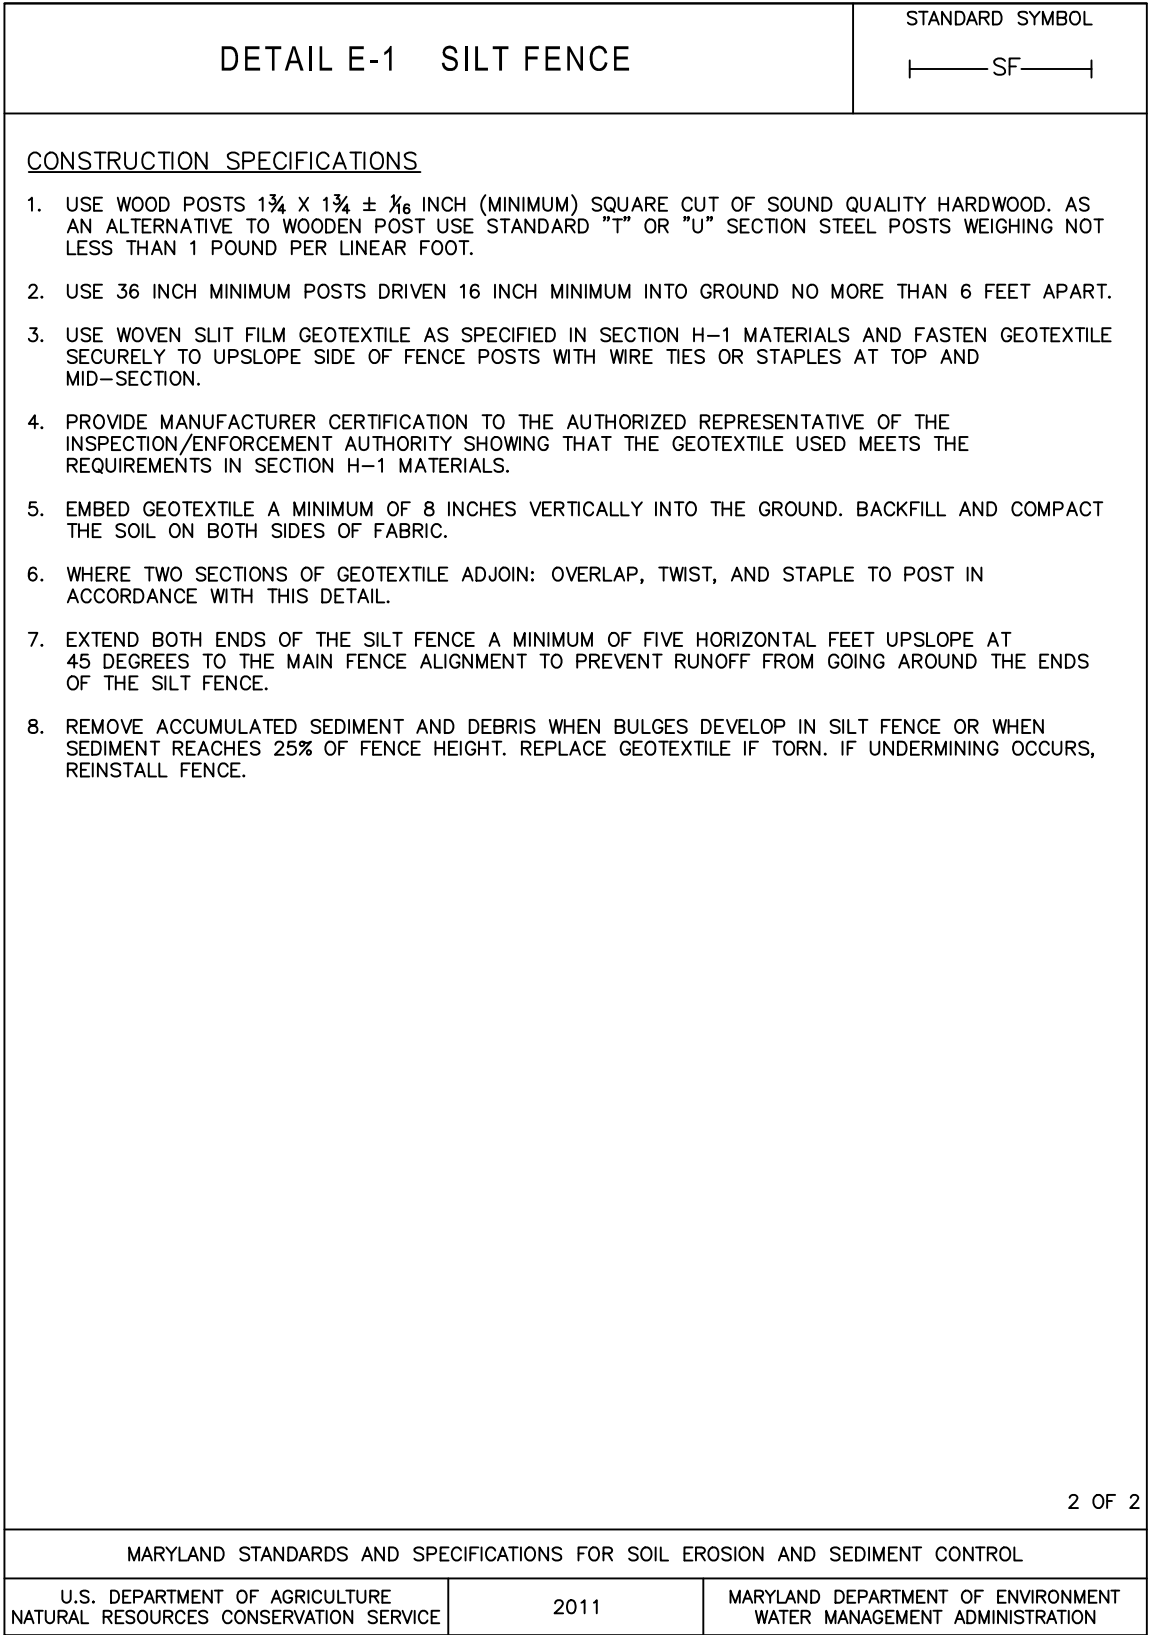 DETAIL E-1 SILT FENCE
STANDARD SYMBOL
SF
CONSTRUCTION SPECIFICATIONS
1. USE WOOD POSTS 1¾ X 1¾ ± 1/16 INCH (MINIMUM) SQUARE CUT OF SOUND QUALITY HARDWOOD. AS
AN ALTERNATIVE TO WOODEN POST USE STANDARD "T" OR "U" SECTION STEEL POSTS WEIGHING NOT
LESS THAN 1 POUND PER LINEAR FOOT.
2. USE 36 INCH MINIMUM POSTS DRIVEN 16 INCH MINIMUM INTO GROUND NO MORE THAN 6 FEET APART.
3. USE WOVEN SLIT FILM GEOTEXTILE AS SPECIFIED IN SECTION H-1 MATERIALS AND FASTEN GEOTEXTILE
SECURELY TO UPSLOPE SIDE OF FENCE POSTS WITH WIRE TIES OR STAPLES AT TOP AND
MID-SECTION.
4. PROVIDE MANUFACTURER CERTIFICATION TO THE AUTHORIZED REPRESENTATIVE OF THE
INSPECTION/ENFORCEMENT AUTHORITY SHOWING THAT THE GEOTEXTILE USED MEETS THE
REQUIREMENTS IN SECTION H-1 MATERIALS.
5. EMBED GEOTEXTILE A MINIMUM OF 8 INCHES VERTICALLY INTO THE GROUND. BACKFILL AND COMPACT
THE SOIL ON BOTH SIDES OF FABRIC.
6. WHERE TWO SECTIONS OF GEOTEXTILE ADJOIN: OVERLAP, TWIST, AND STAPLE TO POST IN
ACCORDANCE WITH THIS DETAIL.
7. EXTEND BOTH ENDS OF THE SILT FENCE A MINIMUM OF FIVE HORIZONTAL FEET UPSLOPE AT
45 DEGREES TO THE MAIN FENCE ALIGNMENT TO PREVENT RUNOFF FROM GOING AROUND THE ENDS
OF THE SILT FENCE.
8. REMOVE ACCUMULATED SEDIMENT AND DEBRIS WHEN BULGES DEVELOP IN SILT FENCE OR WHEN
SEDIMENT REACHES 25% OF FENCE HEIGHT. REPLACE GEOTEXTILE IF TORN. IF UNDERMINING OCCURS,
REINSTALL FENCE.
2 OF 2
MARYLAND STANDARDS AND SPECIFICATIONS FOR SOIL EROSION AND SEDIMENT CONTROL
U.S. DEPARTMENT OF AGRICULTURE
NATURAL RESOURCES CONSERVATION SERVICE
2011
MARYLAND DEPARTMENT OF ENVIRONMENT
WATER MANAGEMENT ADMINISTRATION